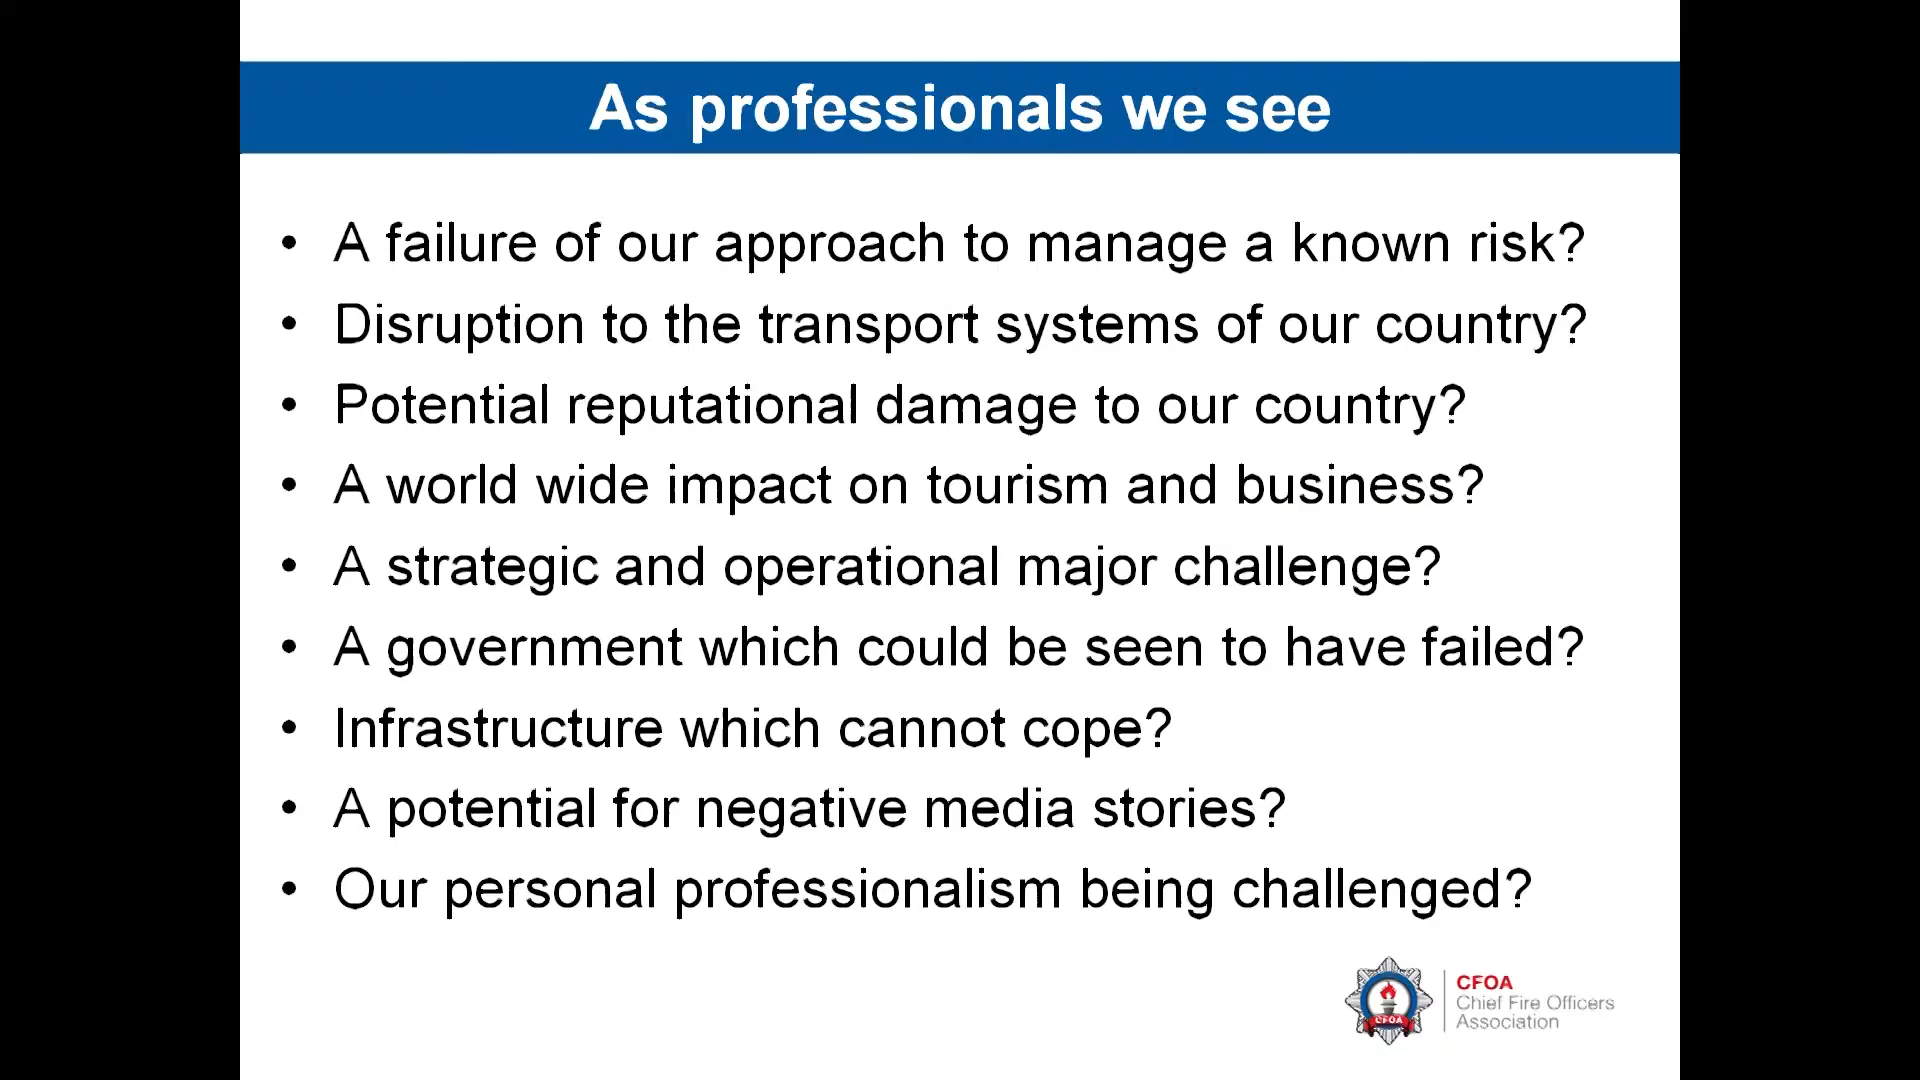 As professionals we see
• A failure of our approach to manage a known risk?
• Disruption to the transport systems of our country?
• Potential reputational damage to our country?
• A world wide impact on tourism and business?
• A strategic and operational major challenge?
• A government which could be seen to have failed?
• Infrastructure which cannot cope?
• A potential for negative media stories?
• Our personal professionalism being challenged?
CFOA
CFOA
Chief Fire Officers
Association